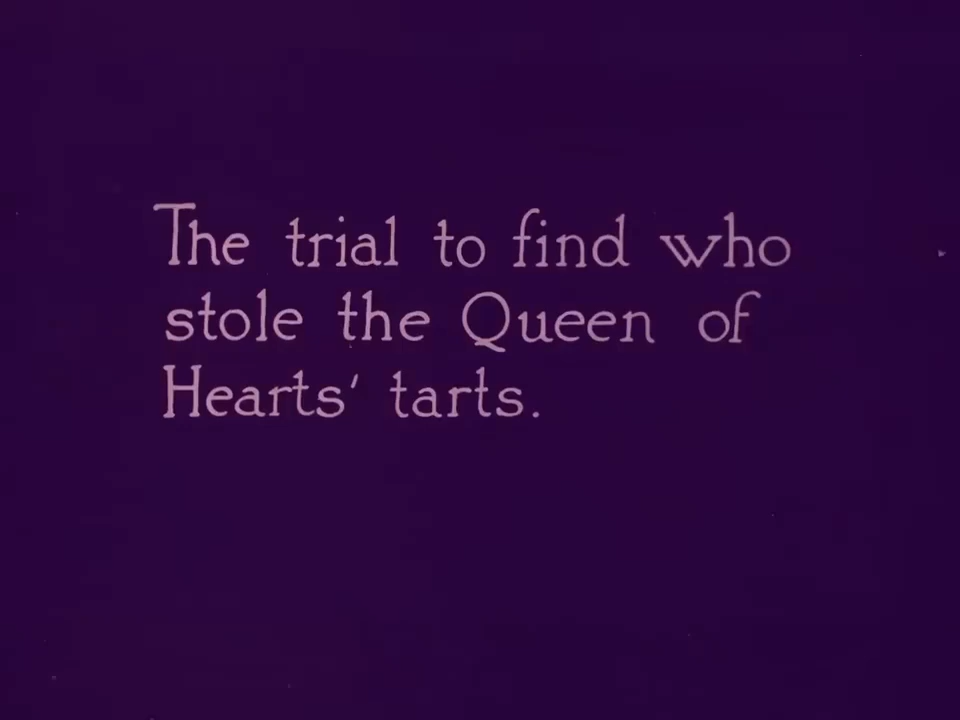 The trial to find who
stole the Queen of
Hearts' tarts.